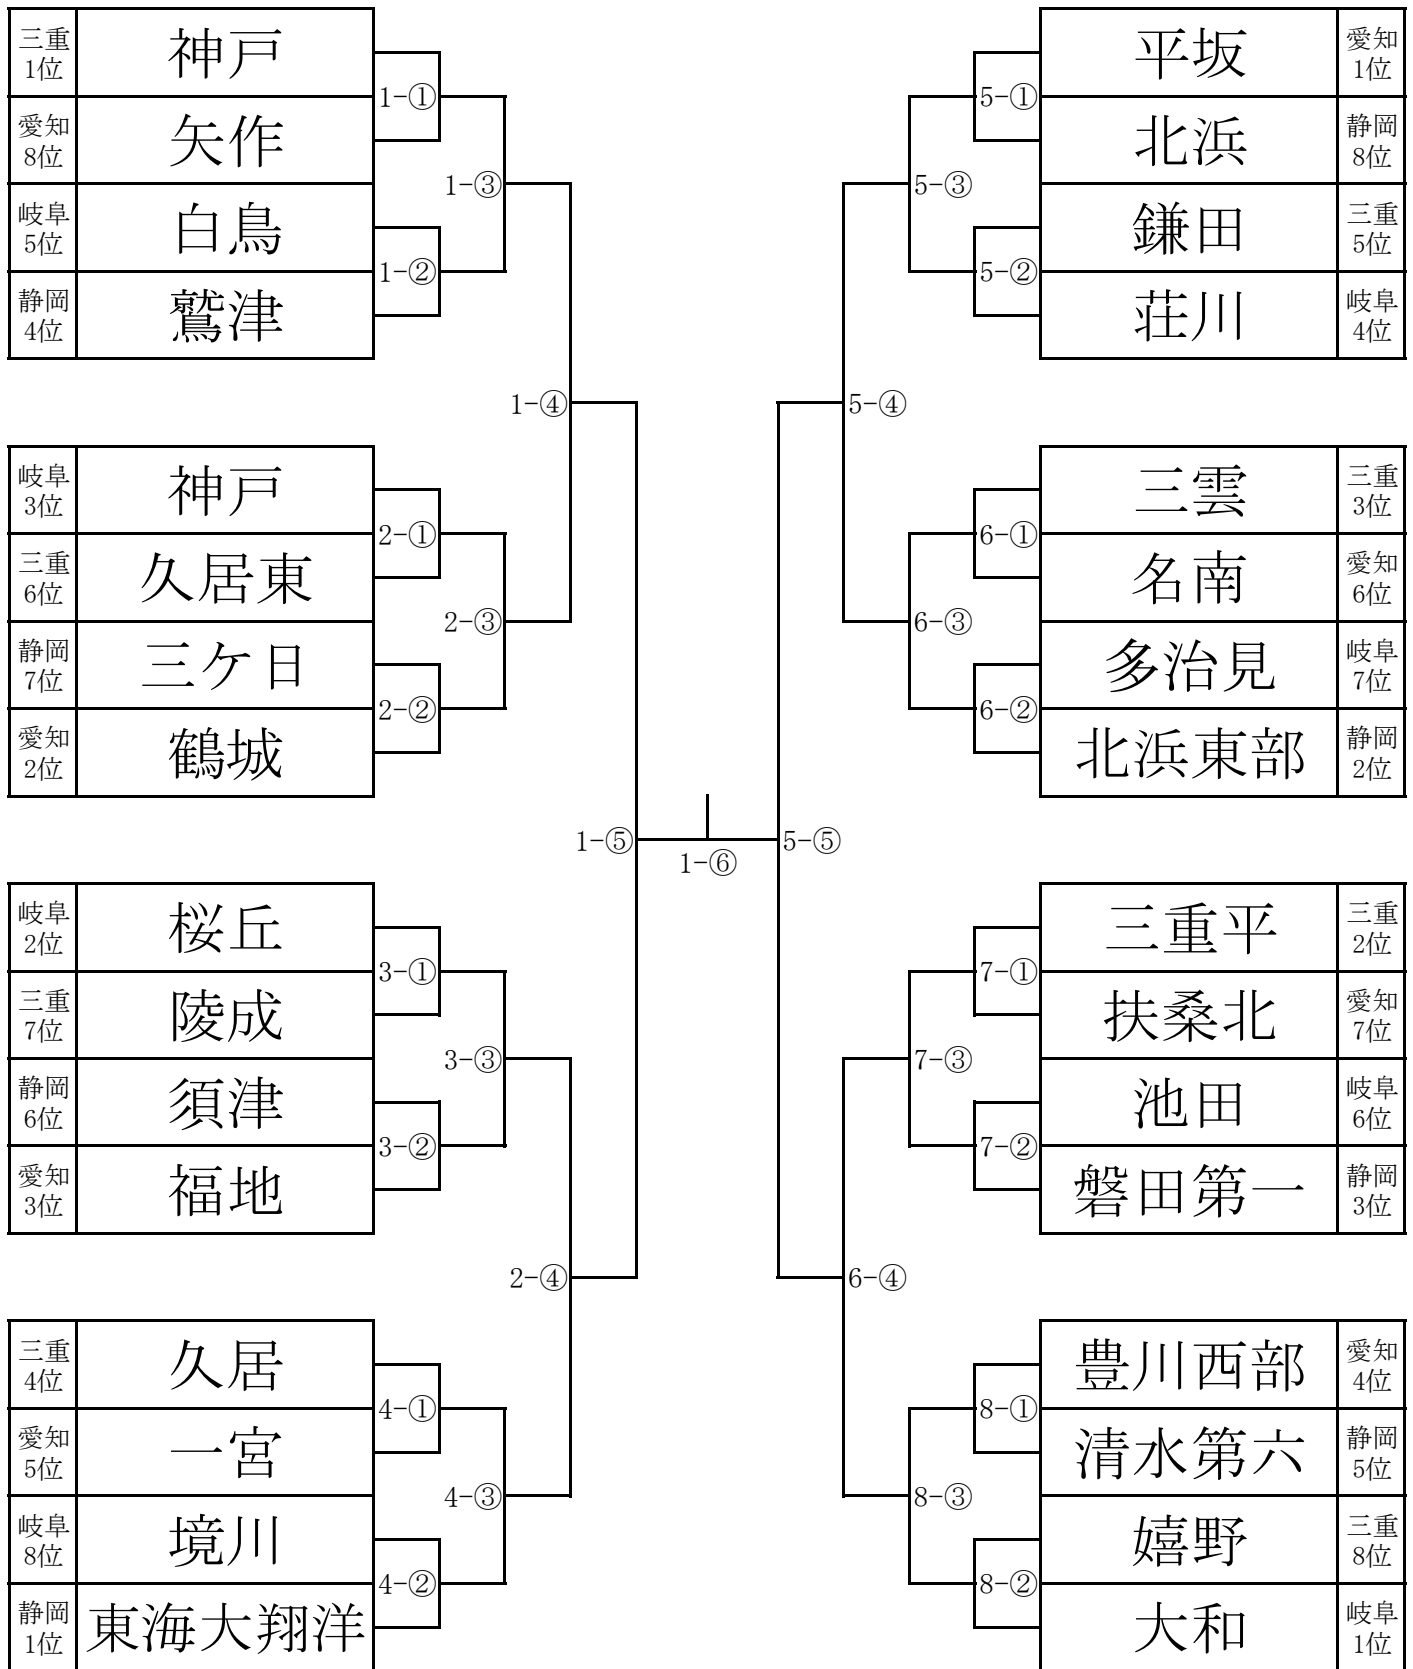 三重
1位
神戸
愛知
8位
矢作
岐阜
5位
白鳥
静岡
4位
鷲津
1-①
1-②
1-③
岐阜
3位
神戸
三重
6位
久居東
静岡
7位
三ケ日
愛知
2位
鶴城
2-①
2-②
2-③
1-④
岐阜
2位
桜丘
三重
7位
陵成
静岡
6位
須津
愛知
3位
福地
3-①
3-②
3-③
三重
4位
久居
愛知
5位
一宮
岐阜
8位
境川
静岡
1位
東海大翔洋
4-①
4-②
4-③
2-④
1-⑤
1-⑥
5-⑤
平坂
愛知
1位
北浜
静岡
8位
鎌田
三重
5位
荘川
岐阜
4位
5-①
5-②
5-③
三雲
三重
3位
名南
愛知
6位
多治見
岐阜
7位
北浜東部
静岡
2位
6-①
6-②
6-③
5-④
三重平
三重
2位
扶桑北
愛知
7位
池田
岐阜
6位
磐田第一
静岡
3位
7-①
7-②
7-③
豊川西部
愛知
4位
清水第六
静岡
5位
嬉野
三重
8位
大和
岐阜
1位
8-①
8-②
8-③
6-④